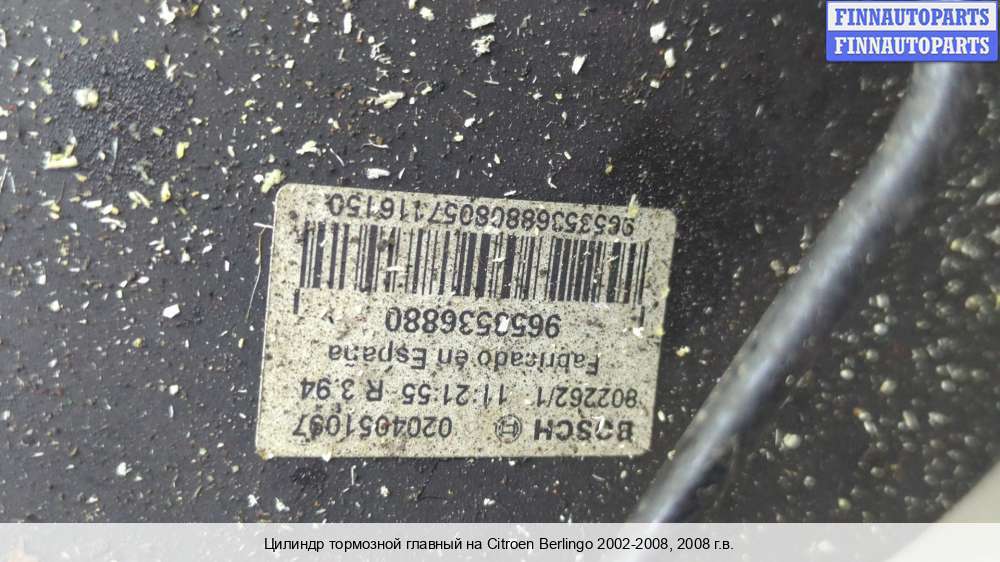 FINNAUTOPARTS
FINNAUTOPARTS
BOSCH 0204051097
802262/1 11:21:55 R 3.94
Fabricado en España
9653536880
96535368808057116150
Цилиндр тормозной главный на Citroen Berlingo 2002-2008, 2008 г.в.